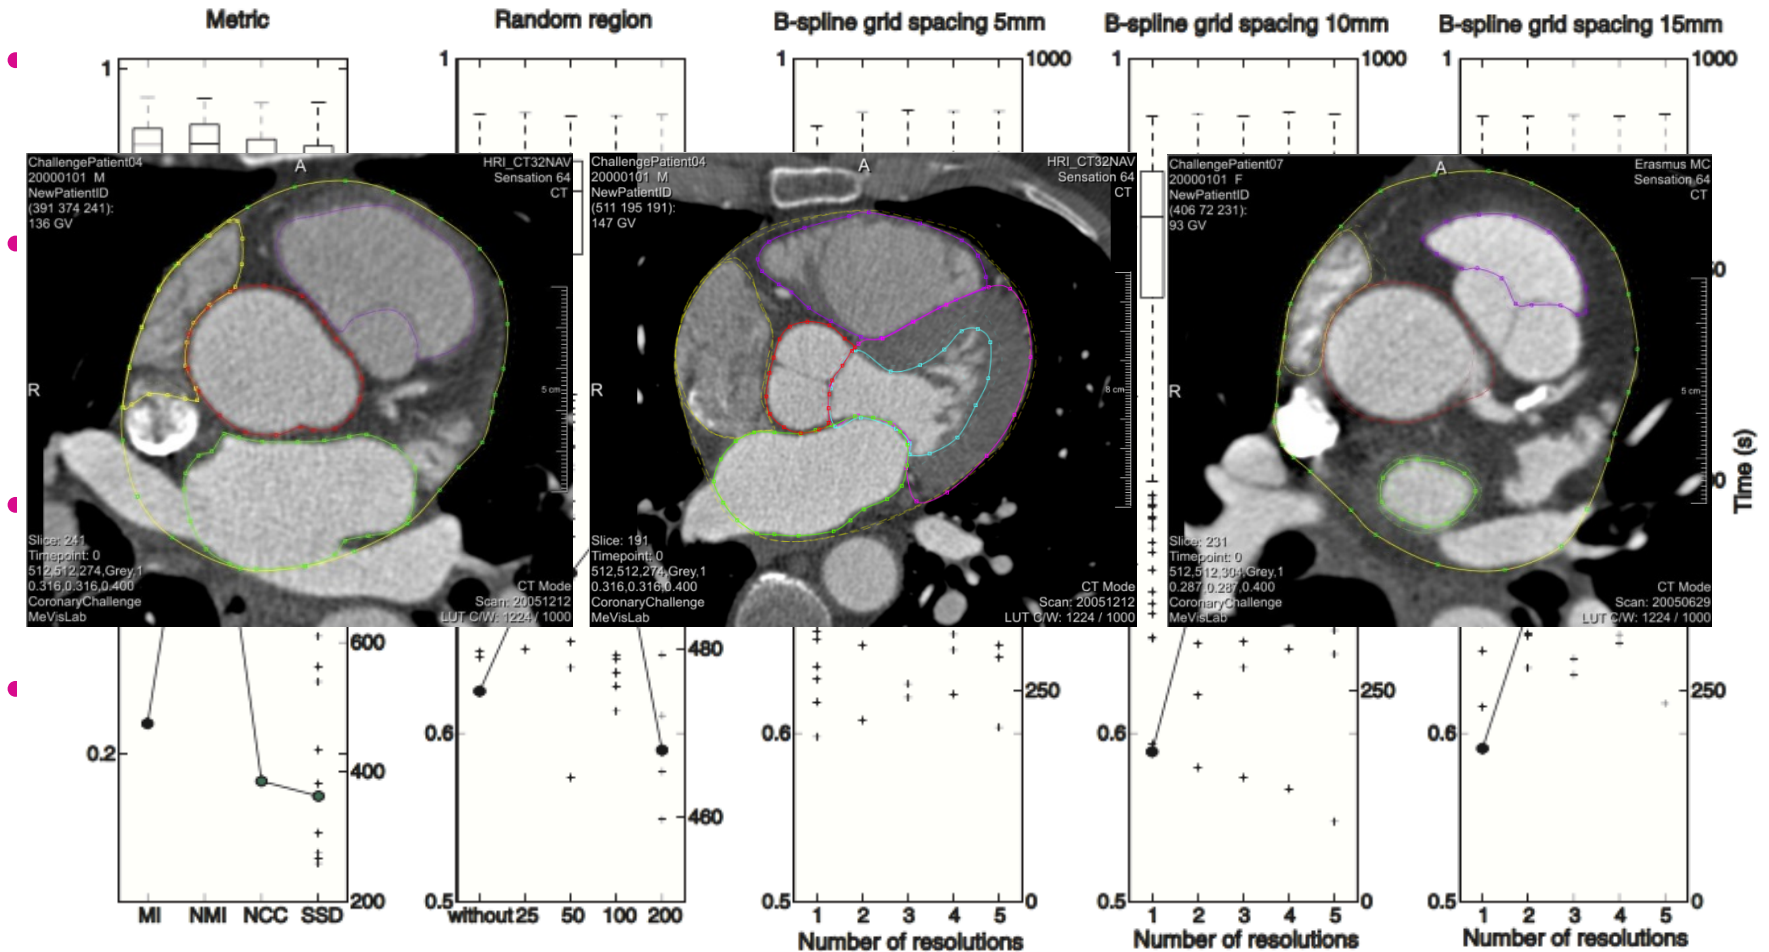 Metric
Random region
B-spline grid spacing 5mm
B-spline grid spacing 10mm
B-spline grid spacing 15mm
1
1
1
1000
1
1000
1
1000
ChallengePatient04
20000101 M
NewPatientID
(391 374 241):
136 GV
A
HRI_CT32NAV
Sensation 64
CT
R
5 cm
Slice: 241
Timepoint: 0
512,512,274,Grey,1
0.316,0.316,0.400
CoronaryChallenge
MeVisLab
CT Mode
Scan: 20051212
LUT C/W: 1224 / 1000
ChallengePatient04
20000101 M
NewPatientID
(511 195 191):
147 GV
A
HRI_CT32NAV
Sensation 64
CT
R
8 cm
Slice: 191
Timepoint: 0
512,512,274,Grey,1
0.316,0.316,0.400
CoronaryChallenge
MeVisLab
CT Mode
Scan: 20051212
LUT C/W: 1224 / 1000
ChallengePatient07
20000101 F
NewPatientID
(406 72 231):
93 GV
A
Erasmus MC
Sensation 64
CT
R
5 cm
Slice: 231
Timepoint: 0
512,512,304,Grey,1
0.287,0.287,0.400
CoronaryChallenge
MeVisLab
CT Mode
Scan: 20050629
LUT C/W: 1224 / 1000
Time (s)
600
480
250
250
250
0.2
400
0.6
0.6
0.6
0.6
460
200
0.5
0.5
0
0.5
0
0.5
0
MI NMI NCC SSD
without 25 50 100 200
1 2 3 4 5
1 2 3 4 5
1 2 3 4 5
Number of resolutions
Number of resolutions
Number of resolutions